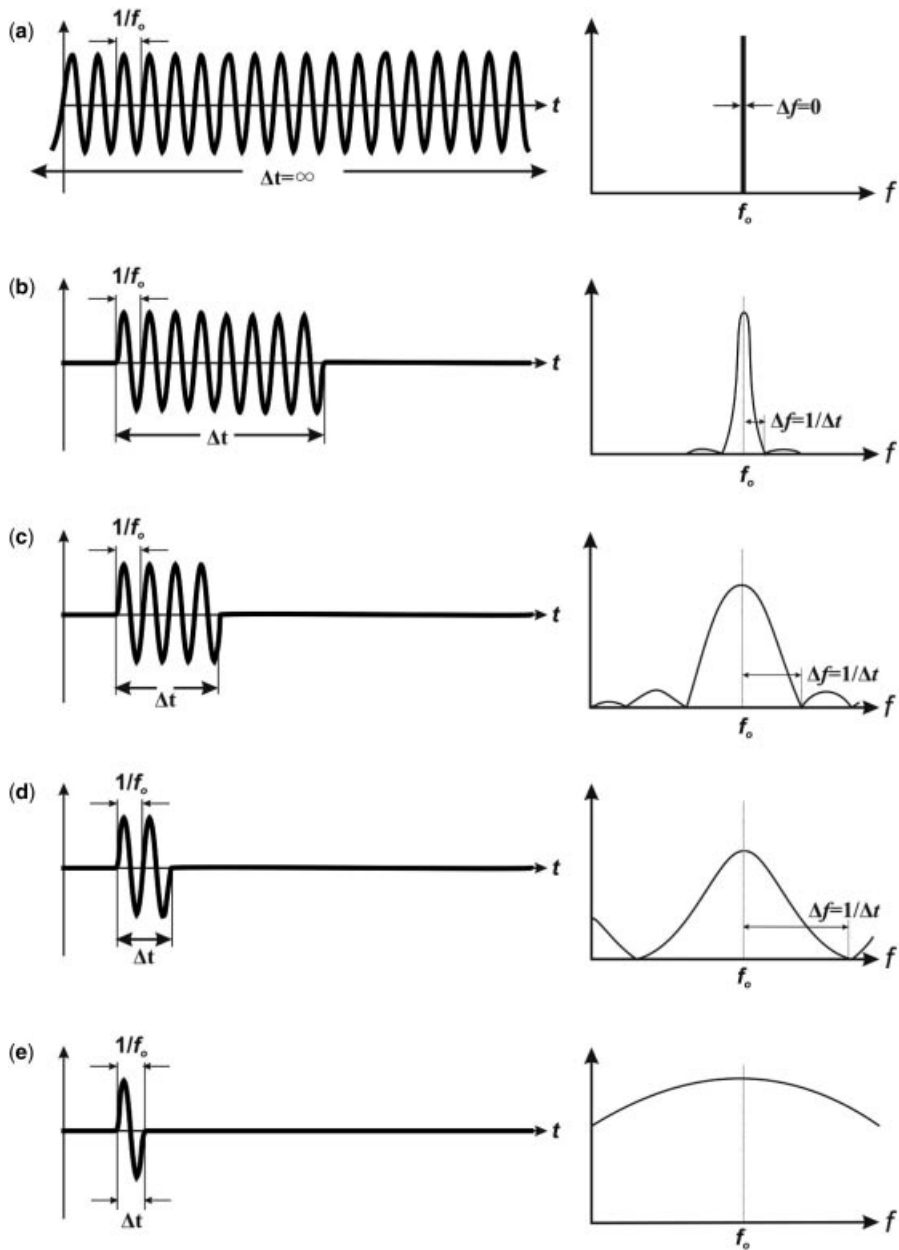 (a)
1/fₒ
t
Δt=∞
Δf=0
fₒ
f
(b)
1/fₒ
t
Δt
Δf=1/Δt
fₒ
f
(c)
1/fₒ
t
Δt
Δf=1/Δt
fₒ
f
(d)
1/fₒ
t
Δt
Δf=1/Δt
fₒ
f
(e)
1/fₒ
t
Δt
fₒ
f